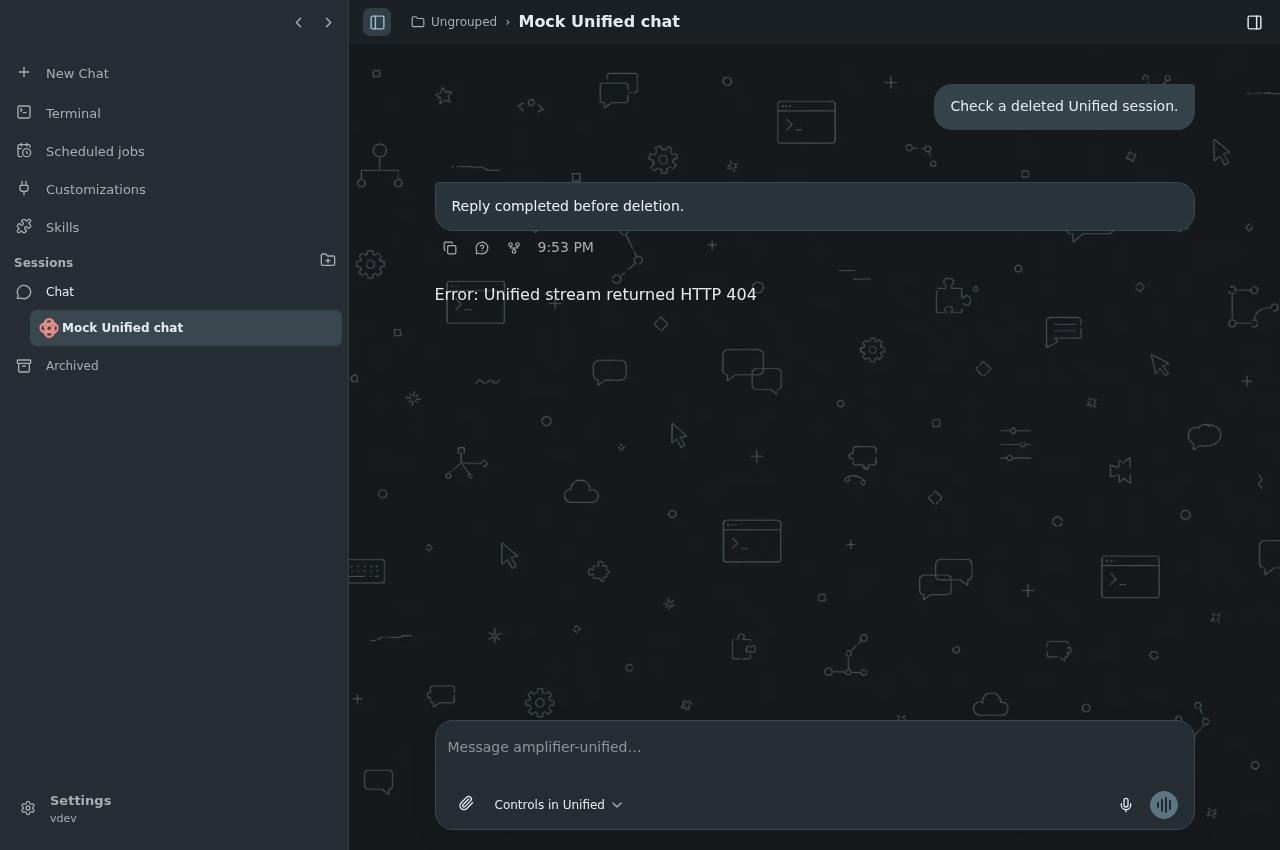 Ungrouped › Mock Unified chat
New Chat
Terminal
Scheduled jobs
Customizations
Skills
Sessions
Chat
Mock Unified chat
Archived
Settings
vdev
Check a deleted Unified session.
Reply completed before deletion.
9:53 PM
Error: Unified stream returned HTTP 404
Message amplifier-unified…
Controls in Unified